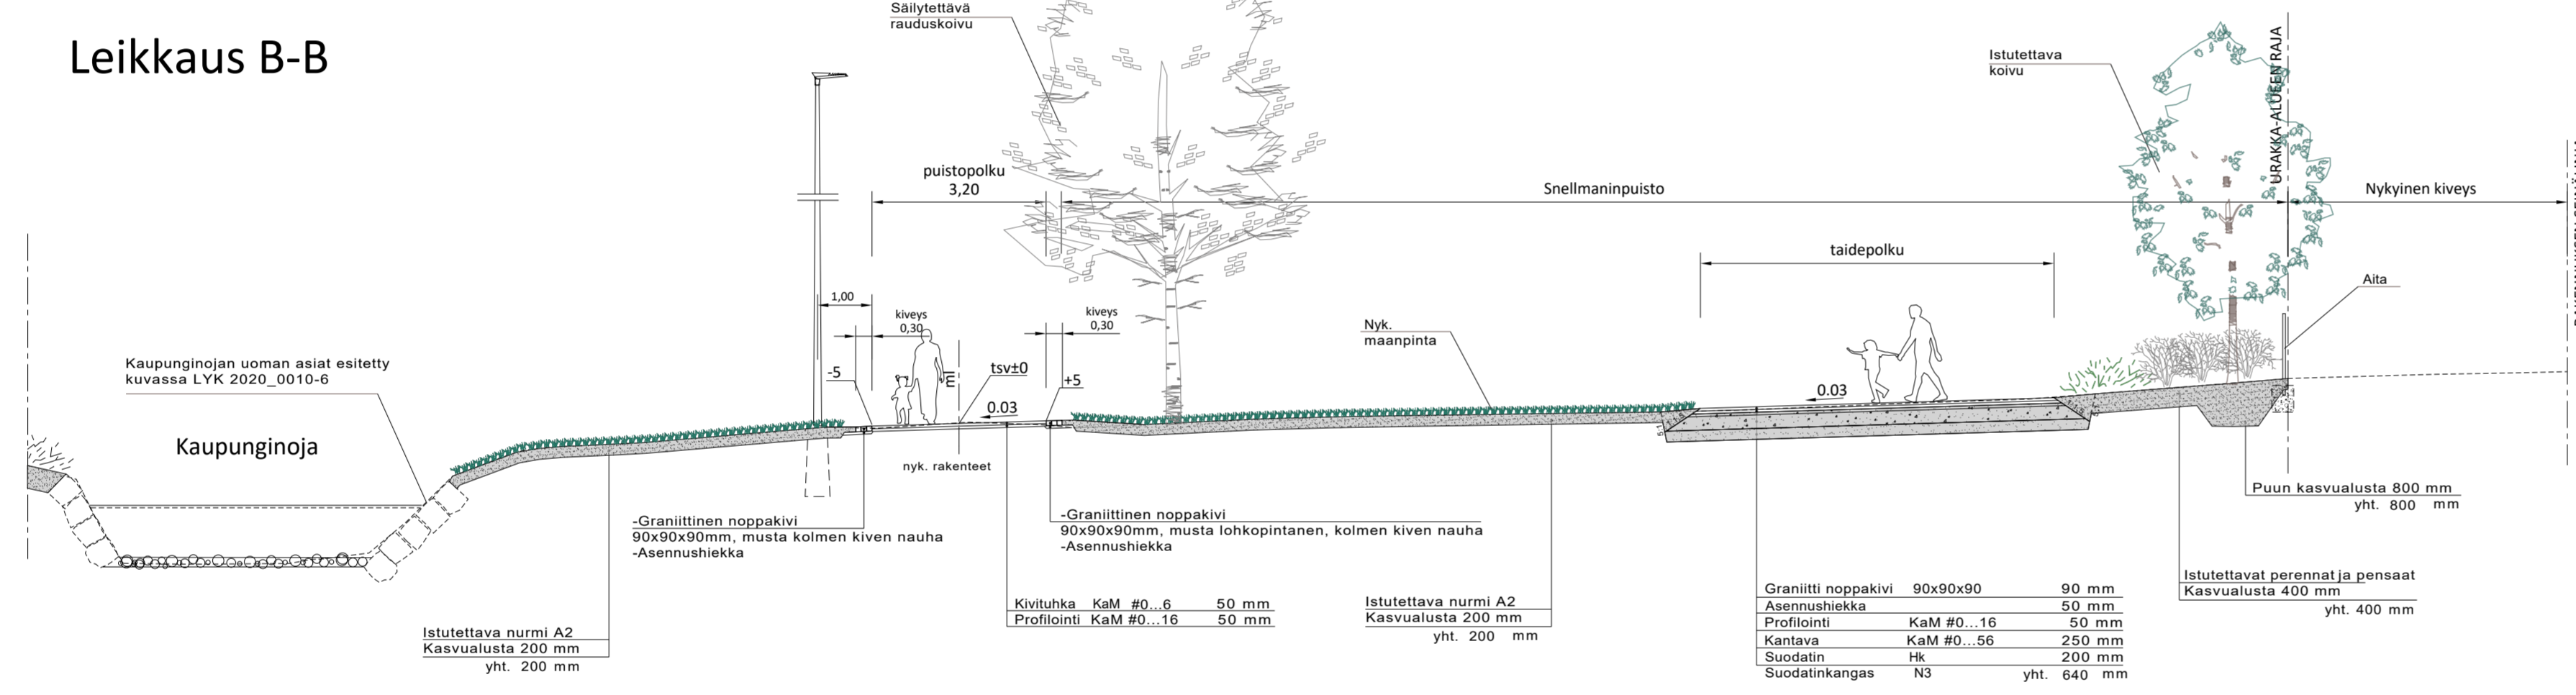 Leikkaus B-B
Säilytettävä
rauduskoivu
Istutettava
koivu
URAKKA-ALUEEN RAJA
puistopolku
3,20
Snellmaninpuisto
Nykyinen kiveys
taidepolku
Aita
1,00
kiveys
0,30
kiveys
0,30
Nyk.
maanpinta
Kaupunginojan uoman asiat esitetty
kuvassa LYK 2020_0010-6
-5
ml
tsv±0
+5
0.03
0.03
Kaupunginoja
5:1
nyk. rakenteet
-Graniittinen noppakivi
90x90x90mm, musta kolmen kiven nauha
-Asennushiekka
-Graniittinen noppakivi
90x90x90mm, musta lohkopintanen, kolmen kiven nauha
-Asennushiekka
Puun kasvualusta 800 mm
yht. 800 mm
Istutettava nurmi A2
Kasvualusta 200 mm
yht. 200 mm
Kivituhka KaM #0...6 50 mm
Profilointi KaM #0...16 50 mm
Istutettava nurmi A2
Kasvualusta 200 mm
yht. 200 mm
Graniitti noppakivi 90x90x90 90 mm
Asennushiekka 50 mm
Profilointi KaM #0...16 50 mm
Kantava KaM #0...56 250 mm
Suodatin Hk 200 mm
Suodatinkangas N3 yht. 640 mm
Istutettavat perennat ja pensaat
Kasvualusta 400 mm
yht. 400 mm